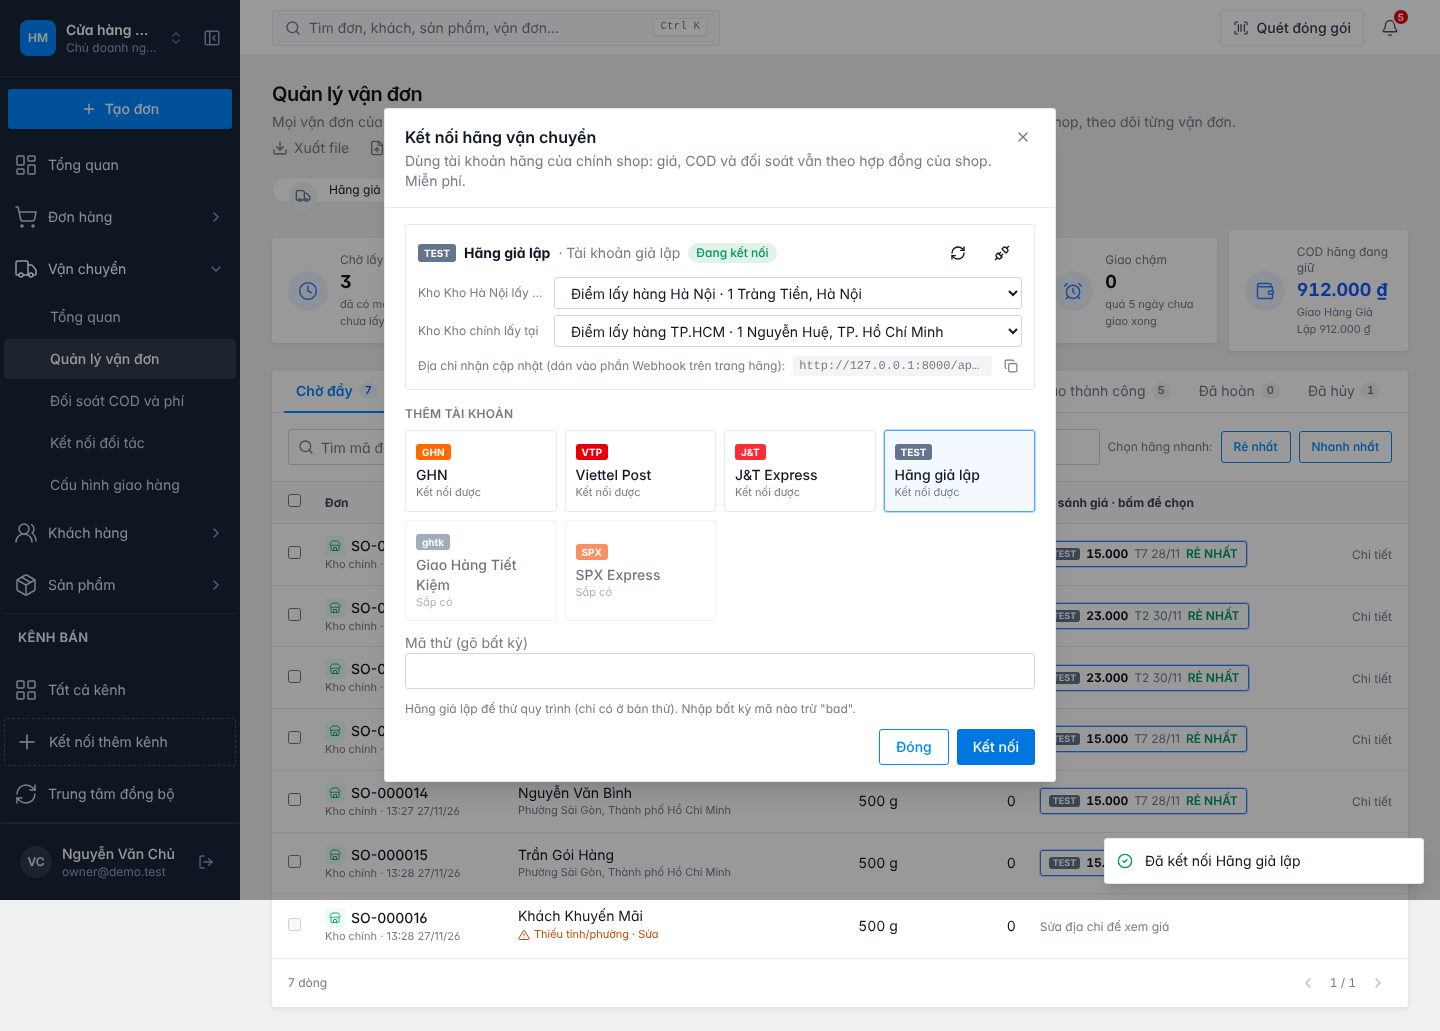 HM
Cửa hàng ...
Chủ doanh ng...
Tìm đơn, khách, sản phẩm, vận đơn...
Ctrl K
Quét đóng gói
5
Tạo đơn
Tổng quan
Đơn hàng
Vận chuyển
Tổng quan
Quản lý vận đơn
Đối soát COD và phí
Kết nối đối tác
Cấu hình giao hàng
Khách hàng
Sản phẩm
KÊNH BÁN
Tất cả kênh
Kết nối thêm kênh
Trung tâm đồng bộ
VC
Nguyễn Văn Chủ
owner@demo.test
Quản lý vận đơn
Mọi vận đơn của
hop, theo dõi từng vận đơn.
Xuất file
Hãng giả
Chờ lấy
3
đã có m
chưa lấy
Giao chậm
0
quá 5 ngày chưa
giao xong
COD hãng đang
giữ
912.000 ₫
Giao Hàng Giả
Lập 912.000 ₫
Kết nối hãng vận chuyển
Dùng tài khoản hãng của chính shop: giá, COD và đối soát vẫn theo hợp đồng của shop.
Miễn phí.
TEST Hãng giả lập · Tài khoản giả lập Đang kết nối
Kho Kho Hà Nội lấy ... Điểm lấy hàng Hà Nội · 1 Tràng Tiền, Hà Nội
Kho Kho chính lấy tại Điểm lấy hàng TP.HCM · 1 Nguyễn Huệ, TP. Hồ Chí Minh
Địa chỉ nhận cập nhật (dán vào phần Webhook trên trang hãng): http://127.0.0.1:8000/ap…
THÊM TÀI KHOẢN
GHN
GHN
Kết nối được
VTP
Viettel Post
Kết nối được
J&T
J&T Express
Kết nối được
TEST
Hãng giả lập
Kết nối được
ghtk
Giao Hàng Tiết
Kiệm
Sắp có
SPX
SPX Express
Sắp có
Mã thử (gõ bất kỳ)
Hãng giả lập để thử quy trình (chỉ có ở bản thử). Nhập bất kỳ mã nào trừ "bad".
Đóng
Kết nối
Chờ đẩy 7
ao thành công 5
Đã hoàn 0
Đã hủy 1
Tìm mã đ
Chọn hãng nhanh:
Rẻ nhất
Nhanh nhất
Đơn
sánh giá · bấm để chọn
SO-0
Kho chính ·
TEST 15.000 T7 28/11 RẺ NHẤT
Chi tiết
SO-0
Kho chính ·
TEST 23.000 T2 30/11 RẺ NHẤT
Chi tiết
SO-0
Kho chính ·
TEST 23.000 T2 30/11 RẺ NHẤT
Chi tiết
SO-0
Kho chính ·
TEST 15.000 T7 28/11 RẺ NHẤT
Chi tiết
SO-000014
Kho chính · 13:27 27/11/26
Nguyễn Văn Bình
Phường Sài Gòn, Thành phố Hồ Chí Minh
500 g
0
TEST 15.000 T7 28/11 RẺ NHẤT
Chi tiết
SO-000015
Kho chính · 13:28 27/11/26
Trần Gói Hàng
Phường Sài Gòn, Thành phố Hồ Chí Minh
500 g
0
TEST 15.
Đã kết nối Hãng giả lập
SO-000016
Kho chính · 13:28 27/11/26
Khách Khuyến Mãi
Thiếu tỉnh/phường · Sửa
500 g
0
Sửa địa chỉ để xem giá
7 dòng
1 / 1